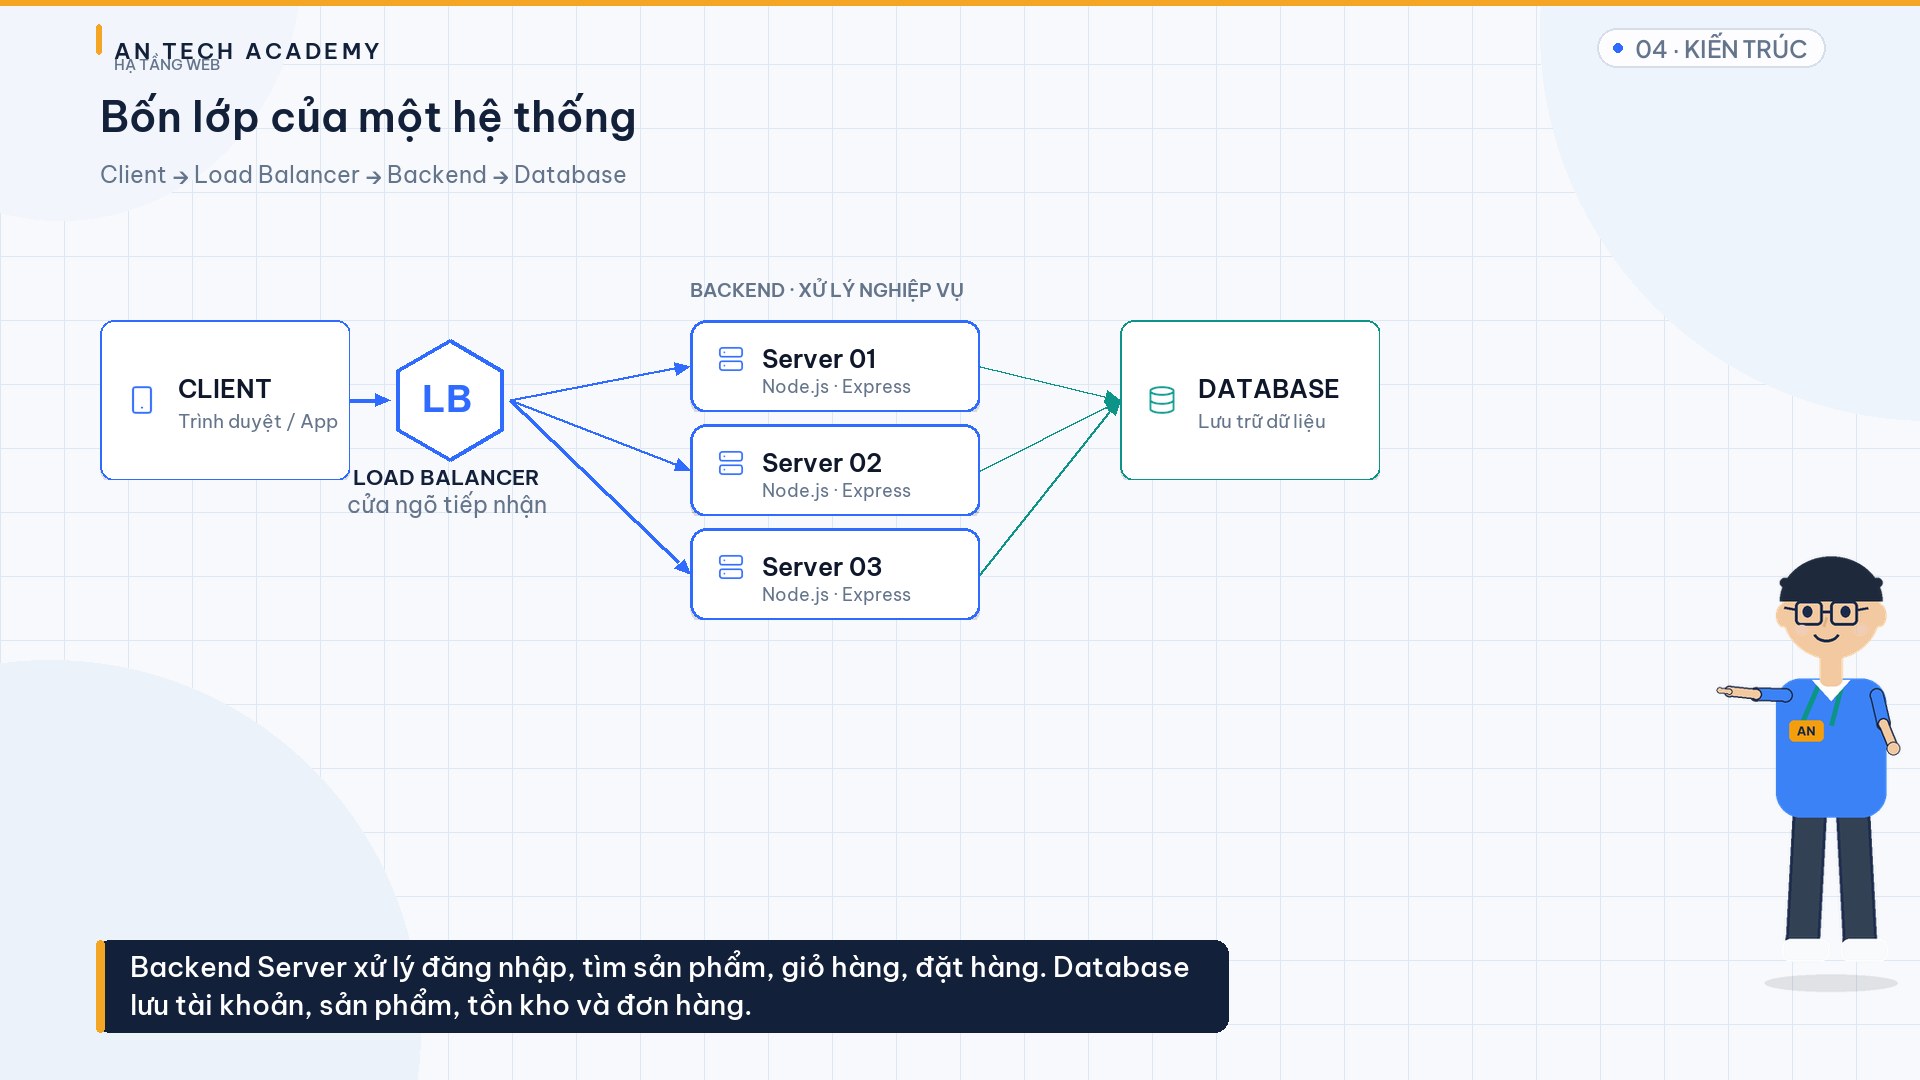 AN TECH ACADEMY
HẠ TẦNG WEB
04 · KIẾN TRÚC
Bốn lớp của một hệ thống
Client → Load Balancer → Backend → Database
BACKEND · XỬ LÝ NGHIỆP VỤ
CLIENT
Trình duyệt / App
LB
LOAD BALANCER
cửa ngõ tiếp nhận
Server 01
Node.js · Express
Server 02
Node.js · Express
Server 03
Node.js · Express
DATABASE
Lưu trữ dữ liệu
AN
Backend Server xử lý đăng nhập, tìm sản phẩm, giỏ hàng, đặt hàng. Database
lưu tài khoản, sản phẩm, tồn kho và đơn hàng.